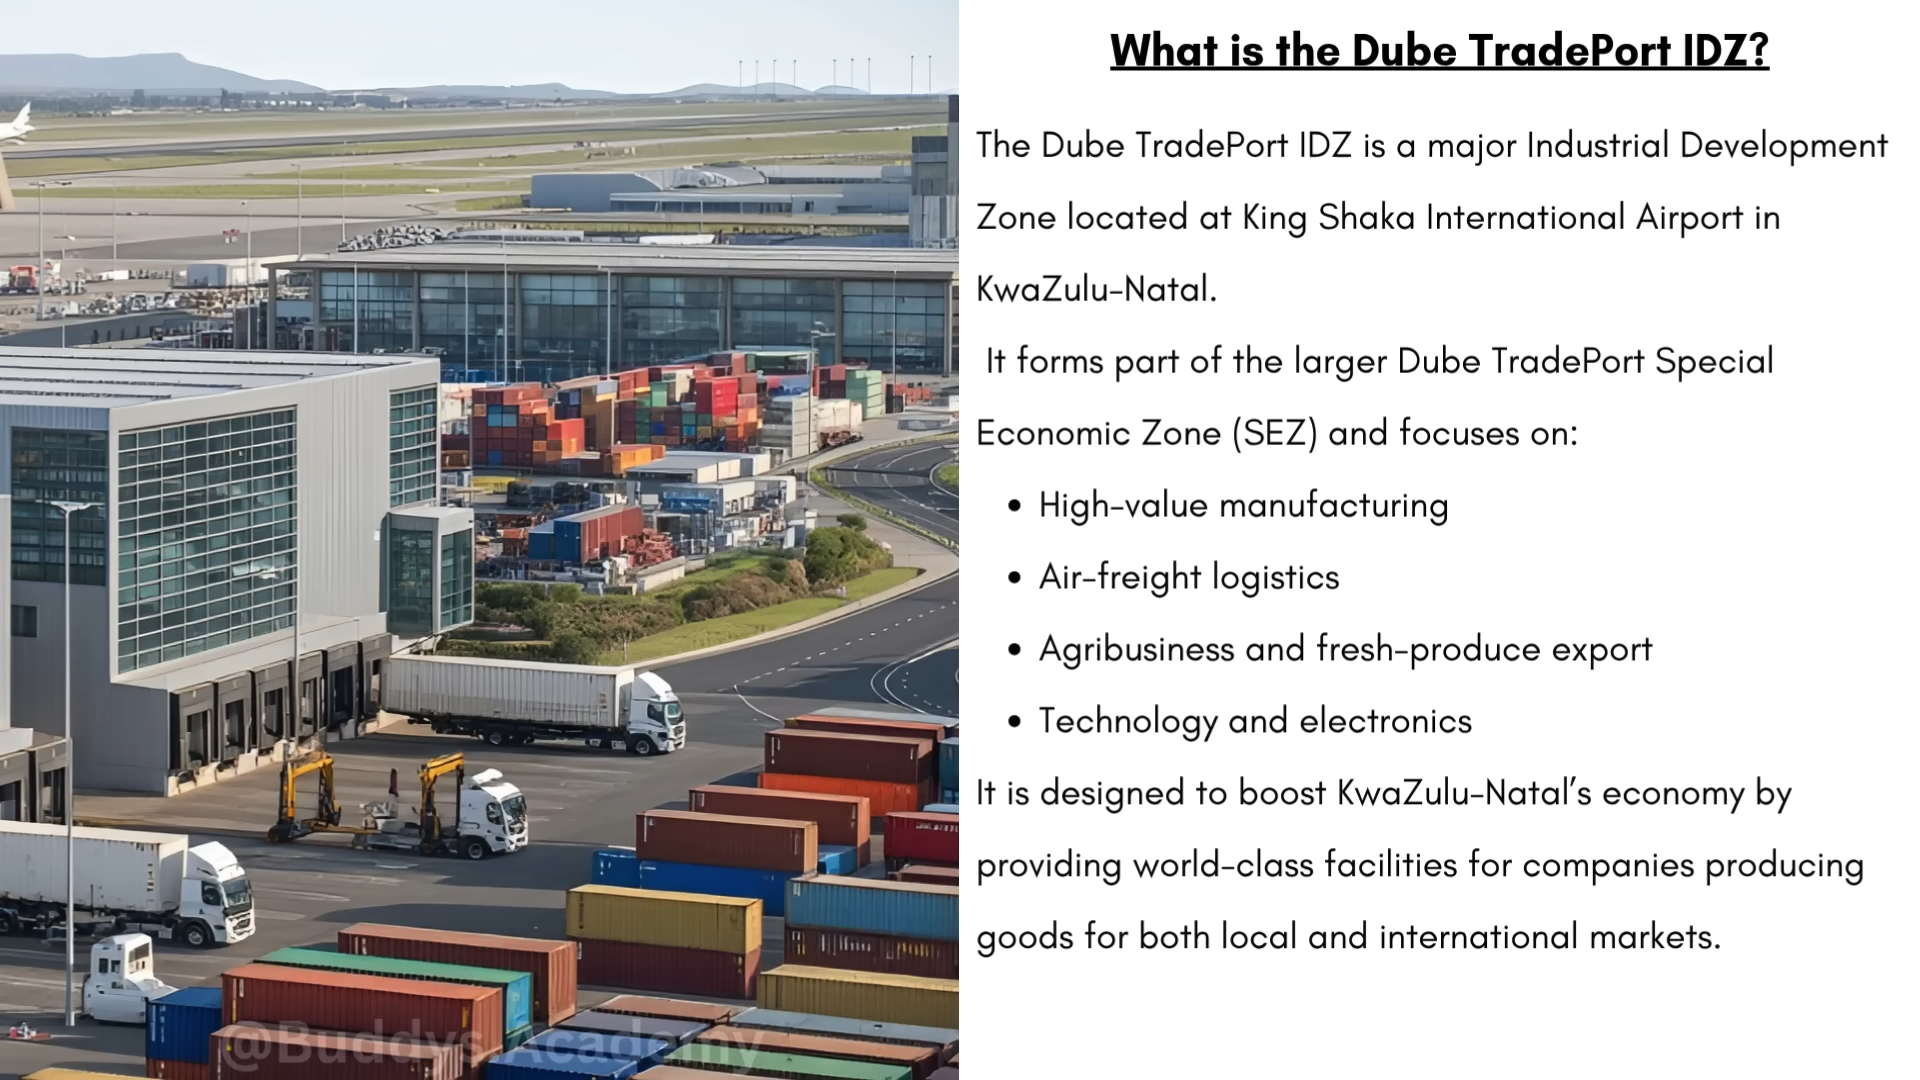 What is the Dube TradePort IDZ?
The Dube TradePort IDZ is a major Industrial Development
Zone located at King Shaka International Airport in
KwaZulu-Natal.
It forms part of the larger Dube TradePort Special
Economic Zone (SEZ) and focuses on:
• High-value manufacturing
• Air-freight logistics
• Agribusiness and fresh-produce export
• Technology and electronics
It is designed to boost KwaZulu-Natal’s economy by
providing world-class facilities for companies producing
goods for both local and international markets.
@Buddys.Academy